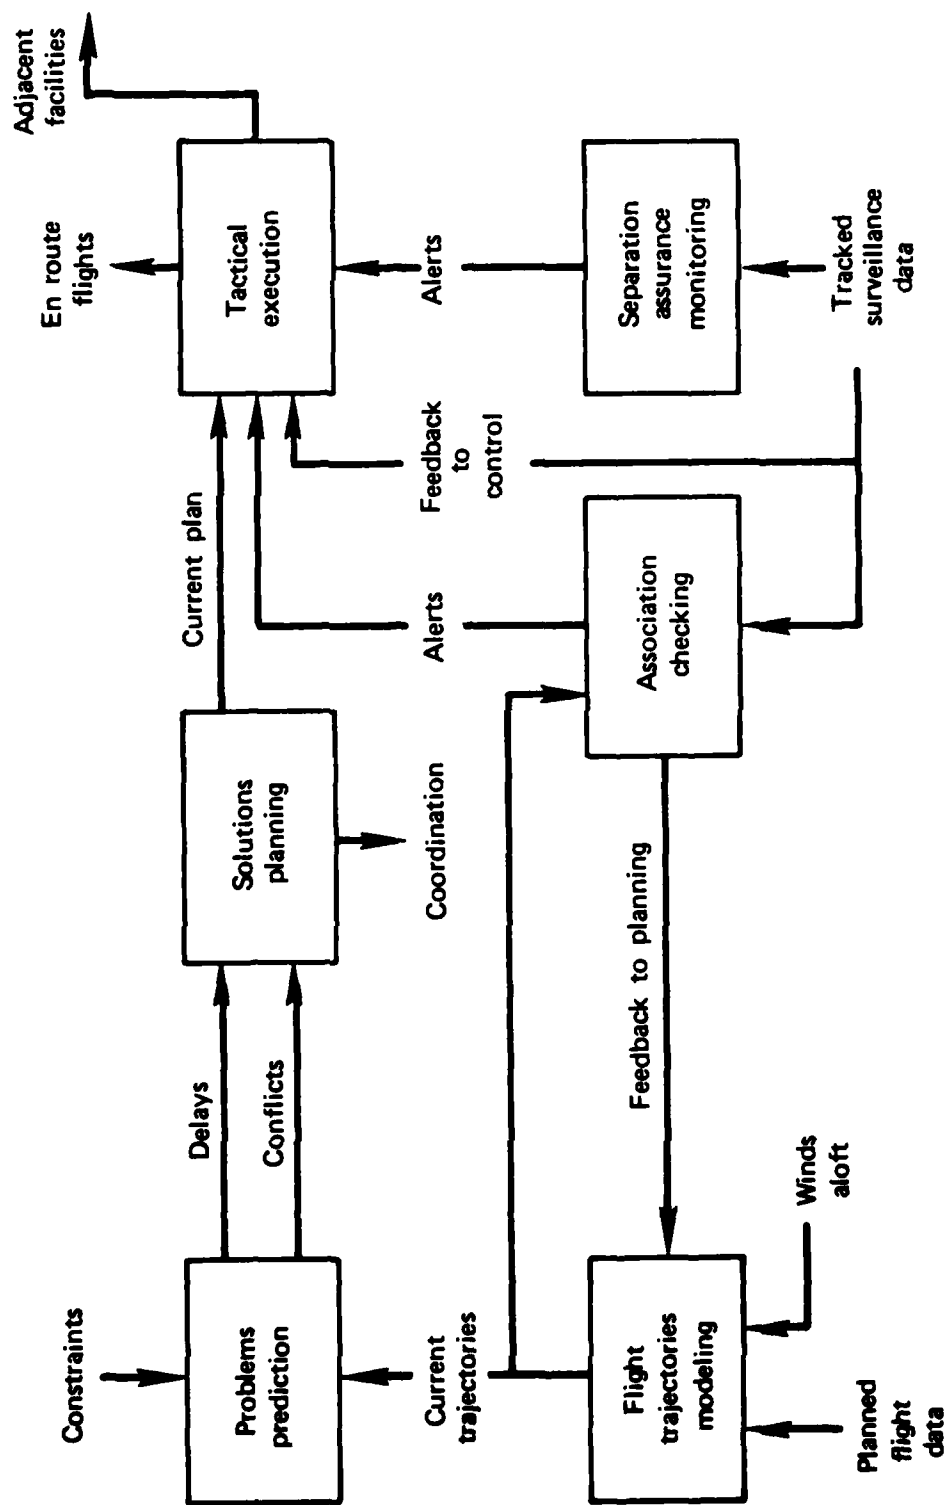 Constraints
Problems
prediction
Delays
Conflicts
Solutions
planning
Coordination
Current plan
Tactical
execution
En route
flights
Adjacent
facilities
Current
trajectories
Alerts
Feedback
to
control
Alerts
Flight
trajectories
modeling
Feedback to planning
Association
checking
Separation
assurance
monitoring
Planned
flight
data
Winds
aloft
Tracked
surveillance
data